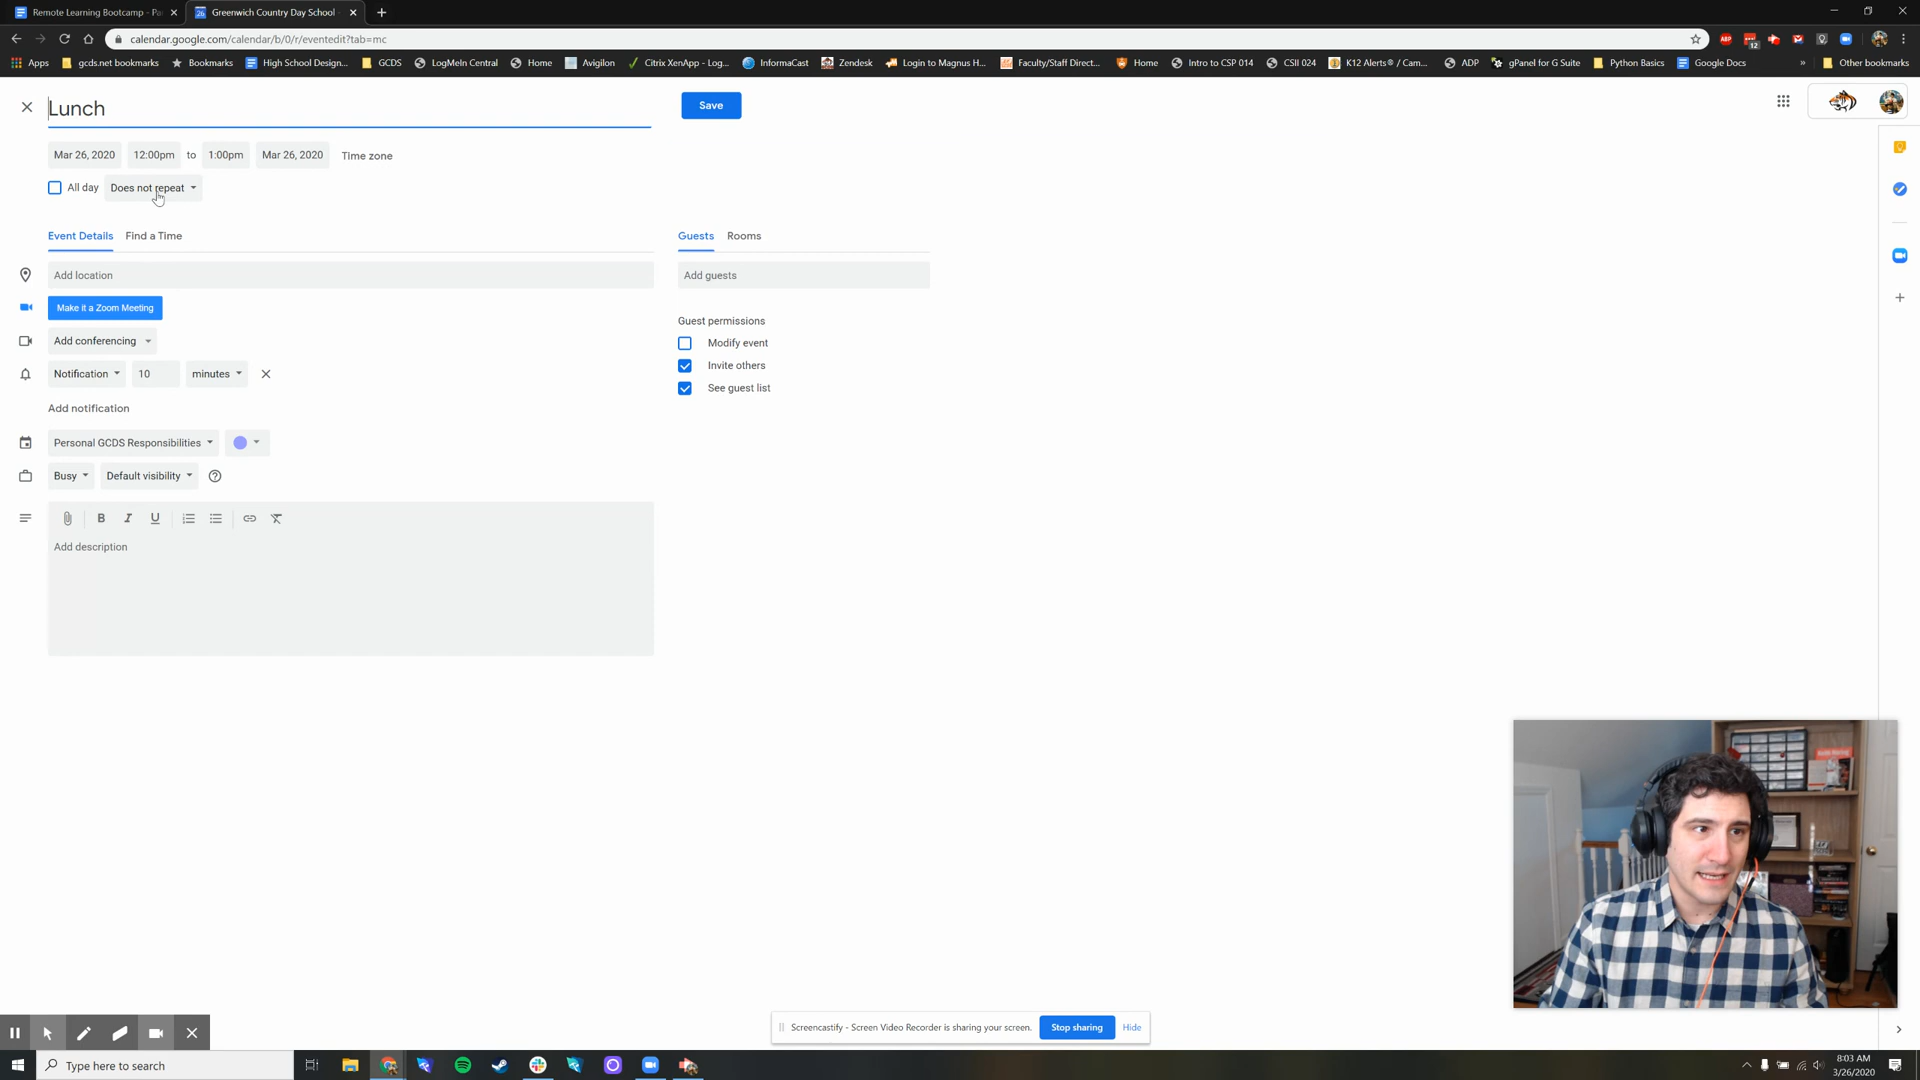 Remote Learning Bootcamp - Pa
Greenwich Country Day School -
calendar.google.com/calendar/b/0/r/eventedit?tab=mc
12
Apps
gcds.net bookmarks
Bookmarks
High School Design...
GCDS
LogMeIn Central
Home
Avigilon
Citrix XenApp - Log...
InformaCast
Zendesk
Login to Magnus H...
Faculty/Staff Direct...
Home
Intro to CSP 014
CSII 024
K12 Alerts® / Cam...
ADP
gPanel for G Suite
Python Basics
Google Docs
»
Other bookmarks
Lunch
Save
Mar 26, 2020 12:00pm to 1:00pm Mar 26, 2020 Time zone
All day Does not repeat
Event Details Find a Time
Guests Rooms
Add location
Add guests
Make it a Zoom Meeting
Guest permissions
Add conferencing
Modify event
Invite others
Notification 10 minutes
See guest list
Add notification
Personal GCDS Responsibilities
Busy Default visibility
B I U
Add description
Screencastify - Screen Video Recorder is sharing your screen. Stop sharing Hide
Type here to search
8:03 AM
3/26/2020